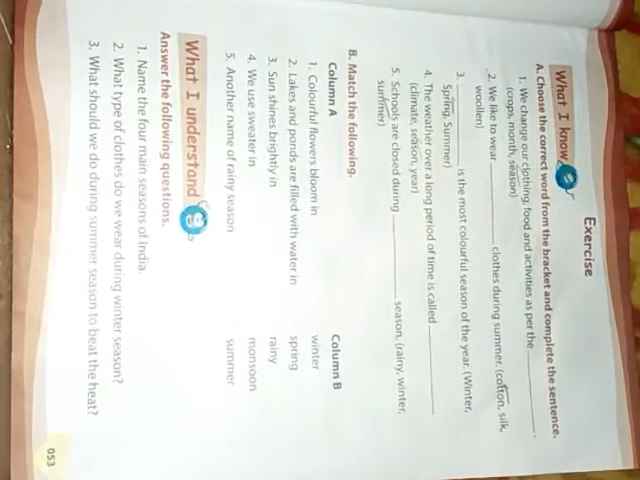 Exercise
What I know
A. Choose the correct word from the bracket and complete the sentence.
1. We change our clothing, food and activities as per the ________.
(crops, month, season)
2. We like to wear ________ clothes during summer. (cotton, silk,
woollen)
3. ________ is the most colourful season of the year. (Winter,
Spring, Summer)
4. The weather over a long period of time is called ________
(climate, season, year)
5. Schools are closed during ________ season. (rainy, winter,
summer)
B. Match the following.
Column A Column B
1. Colourful flowers bloom in winter
2. Lakes and ponds are filled with water in spring
3. Sun shines brightly in rainy
4. We use sweater in monsoon
5. Another name of rainy season summer
What I understand
Answer the following questions.
1. Name the four main seasons of India.
2. What type of clothes do we wear during winter season?
3. What should we do during summer season to beat the heat?
053